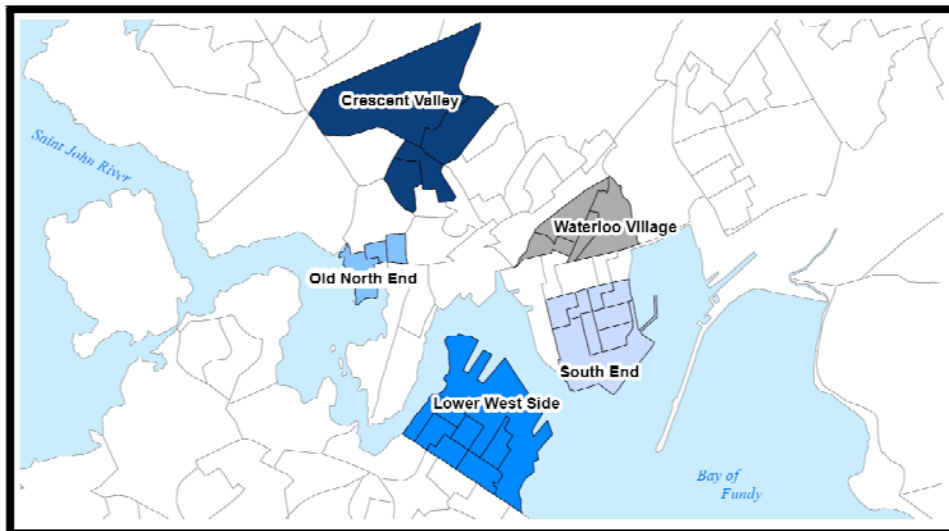 Crescent Valley
Saint John River
Waterloo Village
Old North End
South End
Lower West Side
Bay of
Fundy